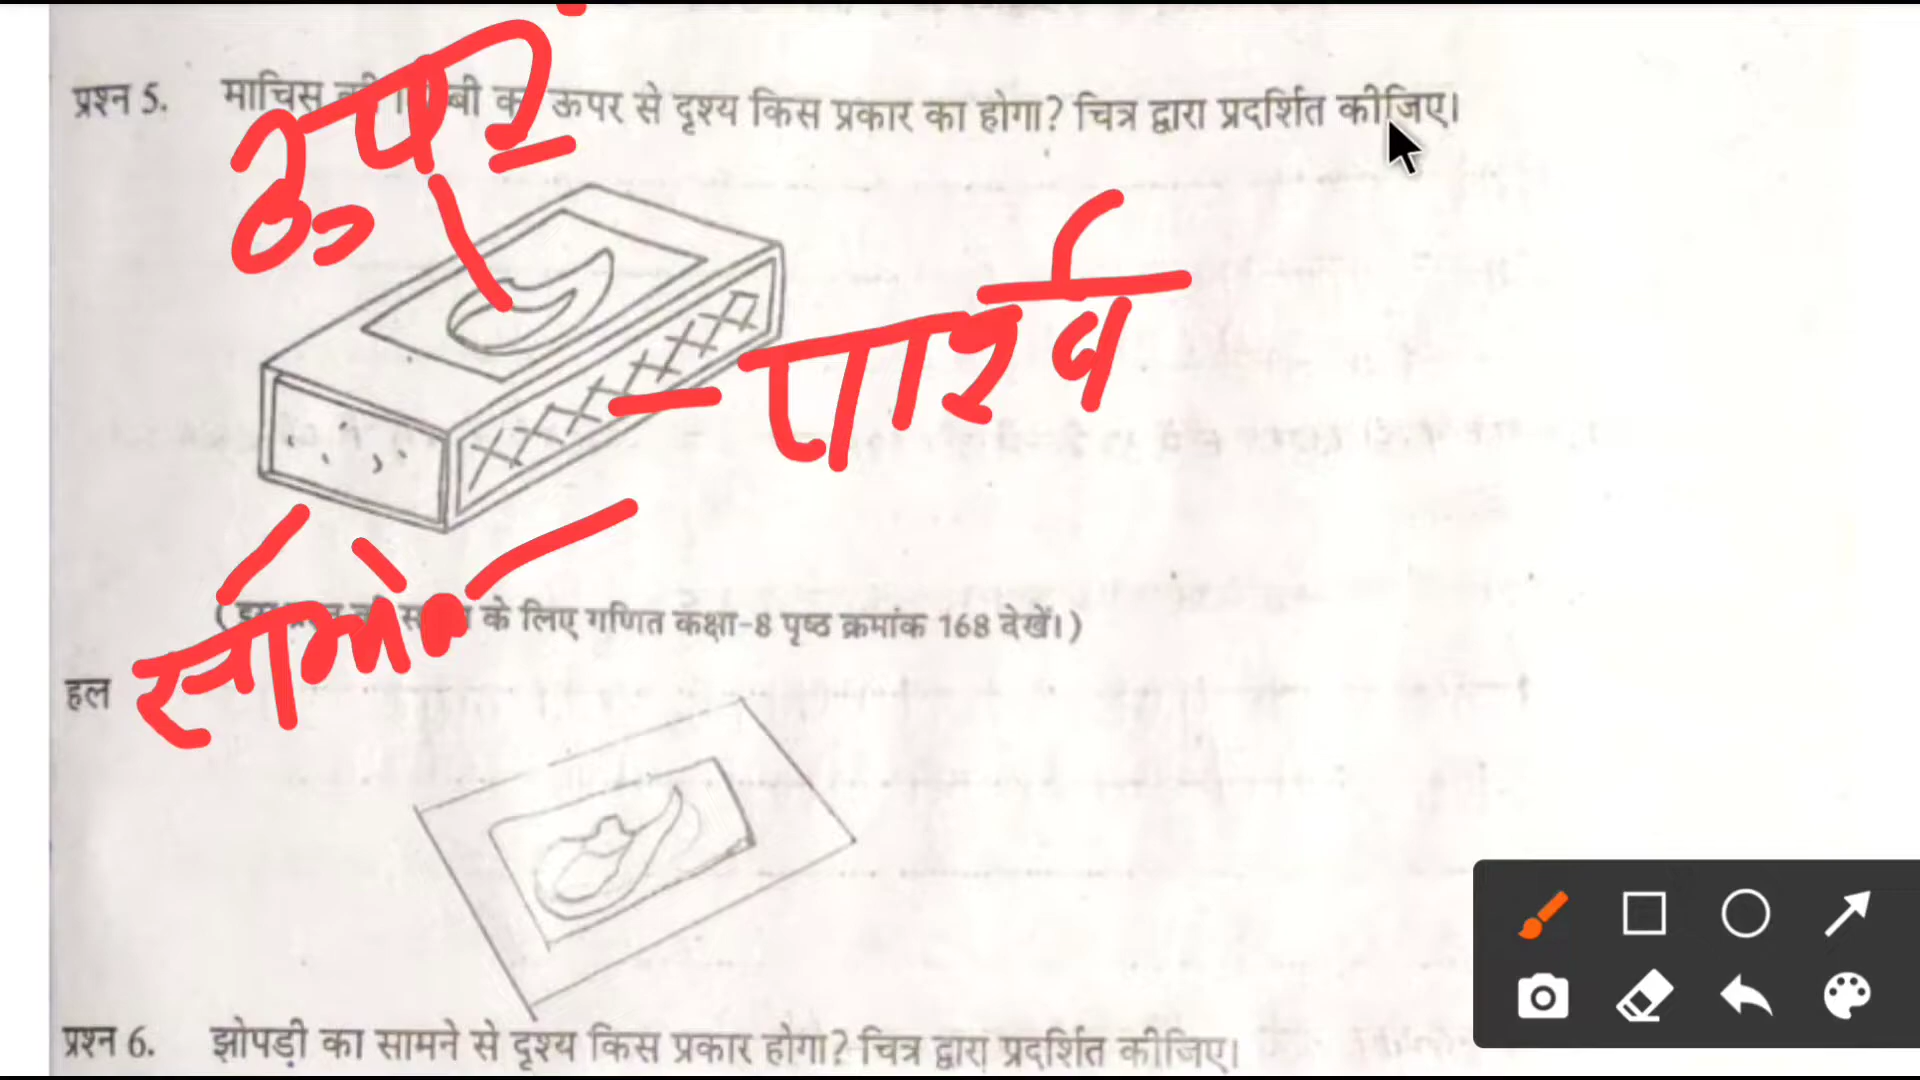 प्रश्न 5. माचिस की डिब्बी का ऊपर से दृश्य किस प्रकार का होगा? चित्र द्वारा प्रदर्शित कीजिए।
ऊपर
पार्श्व
के लिए गणित कक्षा-8 पृष्ठ क्रमांक 168 देखें।)
सामने
हल
प्रश्न 6. झोपड़ी का सामने से दृश्य किस प्रकार होगा? चित्र द्वारा प्रदर्शित कीजिए।